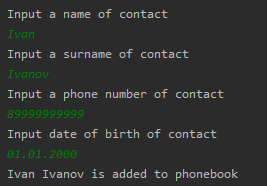 Input a name of contact
Ivan
Input a surname of contact
Ivanov
Input a phone number of contact
89999999999
Input date of birth of contact
01.01.2000
Ivan Ivanov is added to phonebook